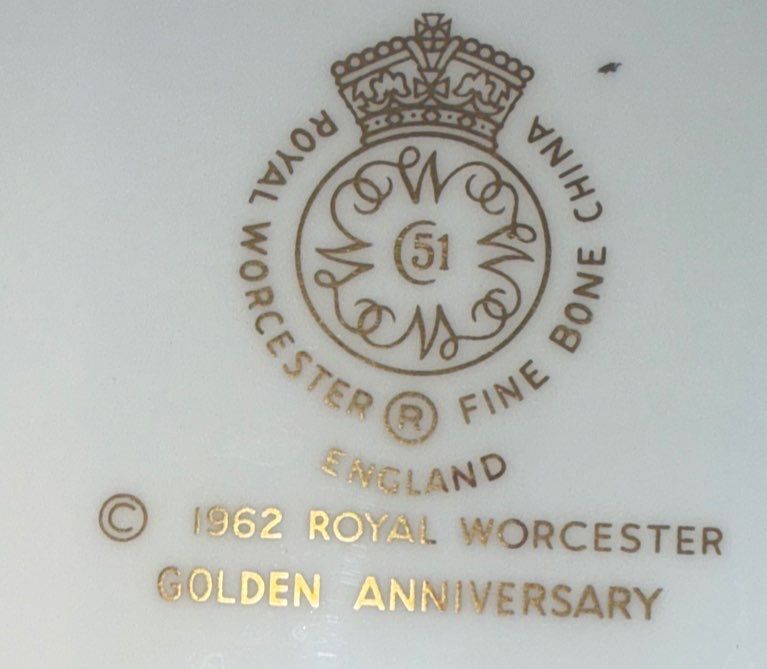 ROYAL WORCESTER ® FINE BONE CHINA
51
ENGLAND
© 1962 ROYAL WORCESTER
GOLDEN ANNIVERSARY